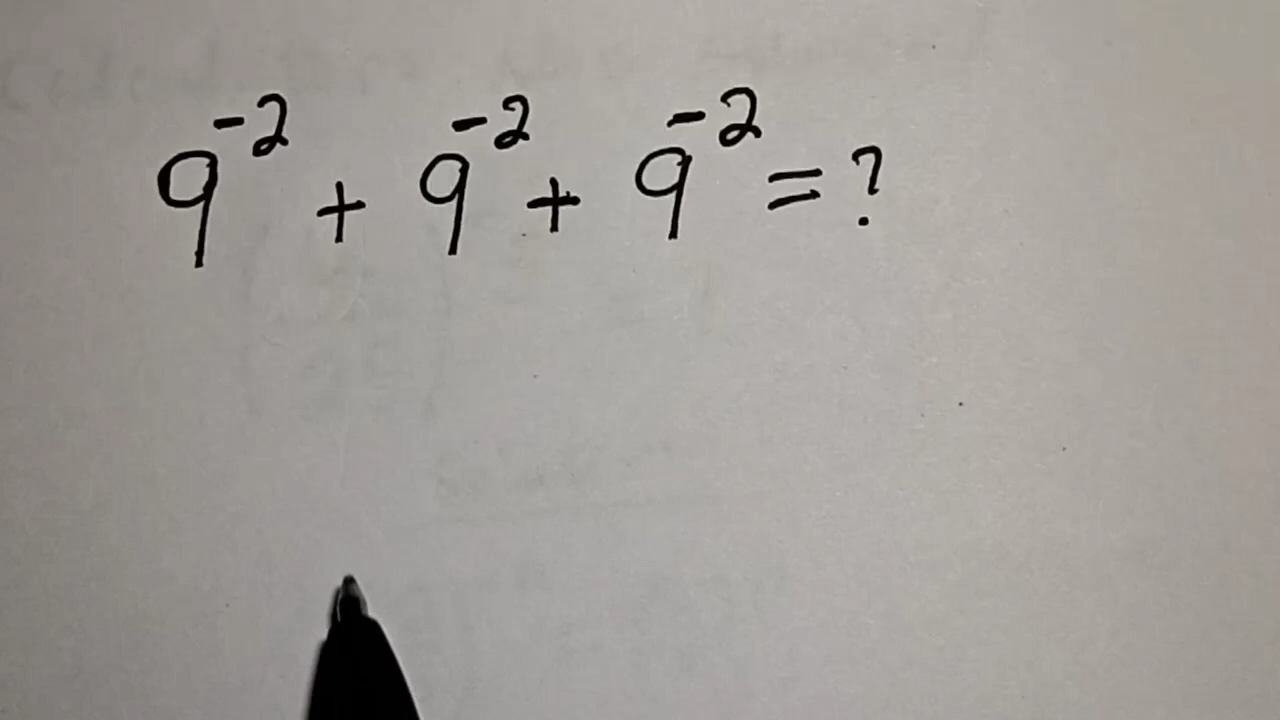 9⁻² + 9⁻² + 9⁻² = ?